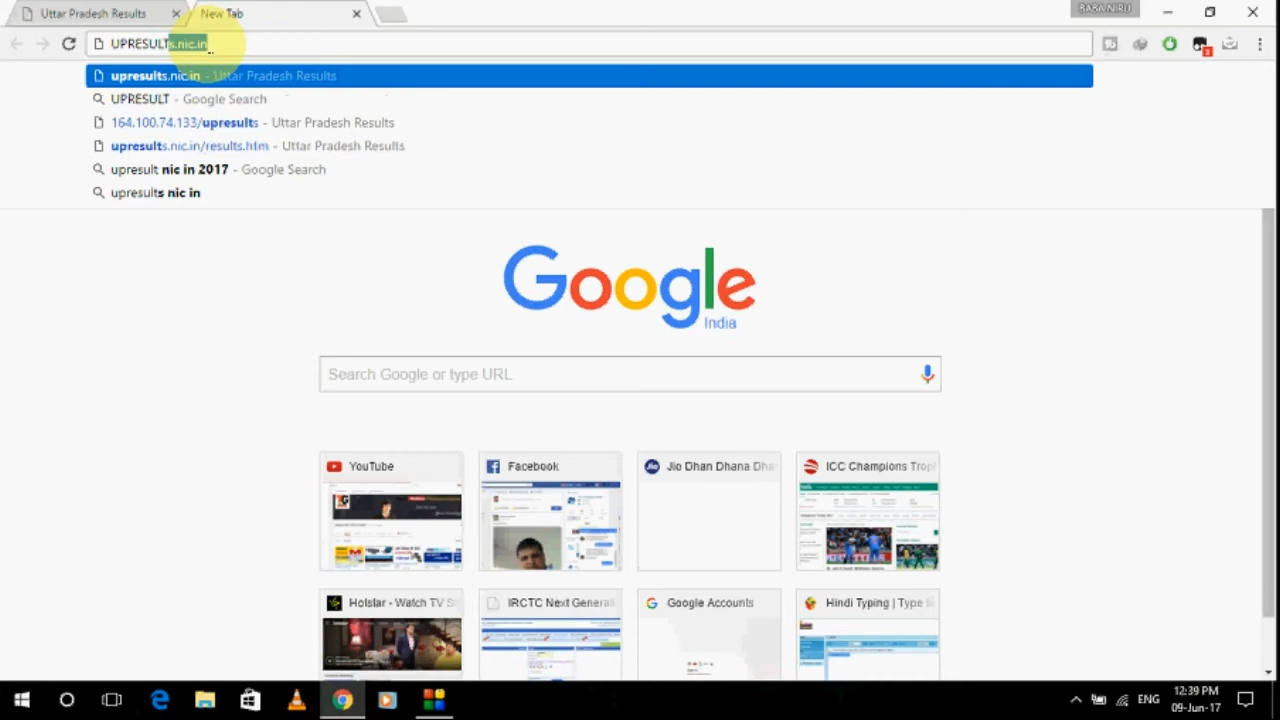 Uttar Pradesh Results
New Tab
BABA NIRU
UPRESULTs.nic.in
upresults.nic.in - Uttar Pradesh Results
UPRESULT - Google Search
164.100.74.133/upresults - Uttar Pradesh Results
upresults.nic.in/results.htm - Uttar Pradesh Results
upresult nic in 2017 - Google Search
upresults nic in
Google
India
Search Google or type URL
YouTube
Facebook
Jio Dhan Dhana Dhan
ICC Champions Trop
Hotstar - Watch TV S
IRCTC Next Generati
Google Accounts
Hindi Typing | Type i
ENG
12:39 PM
09-Jun-17